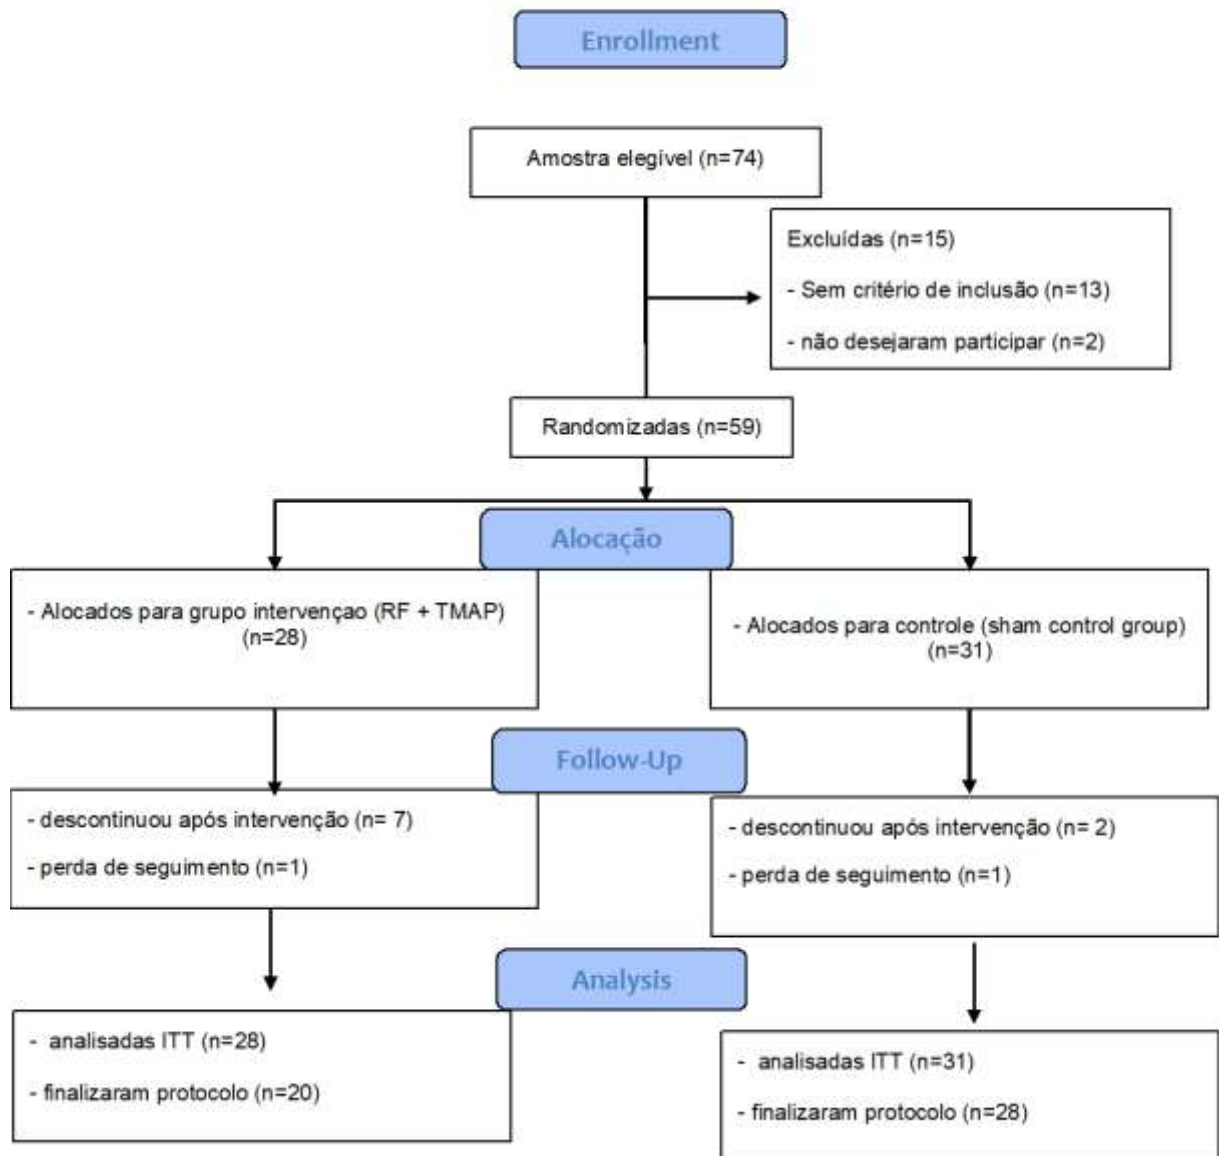 Enrollment
Amostra elegível (n=74)
Excluídas (n=15)
- Sem critério de inclusão (n=13)
- não desejaram participar (n=2)
Randomizadas (n=59)
Alocação
- Alocados para grupo intervençao (RF + TMAP)
(n=28)
- Alocados para controle (sham control group)
(n=31)
Follow-Up
- descontinuou após intervenção (n= 7)
- perda de seguimento (n=1)
- descontinuou após intervenção (n= 2)
- perda de seguimento (n=1)
Analysis
- analisadas ITT (n=28)
- finalizaram protocolo (n=20)
- analisadas ITT (n=31)
- finalizaram protocolo (n=28)